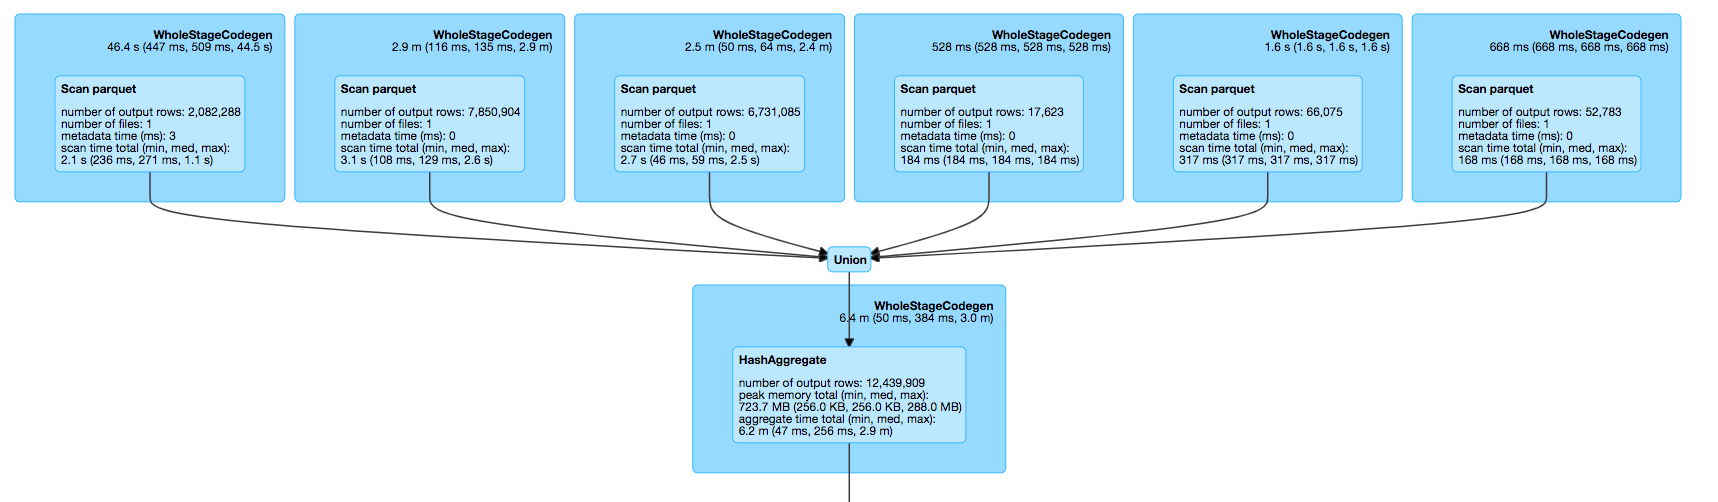 WholeStageCodegen
46.4 s (447 ms, 509 ms, 44.5 s)
Scan parquet
number of output rows: 2,082,288
number of files: 1
metadata time (ms): 3
scan time total (min, med, max):
2.1 s (236 ms, 271 ms, 1.1 s)
WholeStageCodegen
2.9 m (116 ms, 135 ms, 2.9 m)
Scan parquet
number of output rows: 7,850,904
number of files: 1
metadata time (ms): 0
scan time total (min, med, max):
3.1 s (108 ms, 129 ms, 2.6 s)
WholeStageCodegen
2.5 m (50 ms, 64 ms, 2.4 m)
Scan parquet
number of output rows: 6,731,085
number of files: 1
metadata time (ms): 0
scan time total (min, med, max):
2.7 s (46 ms, 59 ms, 2.5 s)
WholeStageCodegen
528 ms (528 ms, 528 ms, 528 ms)
Scan parquet
number of output rows: 17,623
number of files: 1
metadata time (ms): 0
scan time total (min, med, max):
184 ms (184 ms, 184 ms, 184 ms)
WholeStageCodegen
1.6 s (1.6 s, 1.6 s, 1.6 s)
Scan parquet
number of output rows: 66,075
number of files: 1
metadata time (ms): 0
scan time total (min, med, max):
317 ms (317 ms, 317 ms, 317 ms)
WholeStageCodegen
668 ms (668 ms, 668 ms, 668 ms)
Scan parquet
number of output rows: 52,783
number of files: 1
metadata time (ms): 0
scan time total (min, med, max):
168 ms (168 ms, 168 ms, 168 ms)
Union
WholeStageCodegen
6.4 m (50 ms, 384 ms, 3.0 m)
HashAggregate
number of output rows: 12,439,909
peak memory total (min, med, max):
723.7 MB (256.0 KB, 256.0 KB, 288.0 MB)
aggregate time total (min, med, max):
6.2 m (47 ms, 256 ms, 2.9 m)